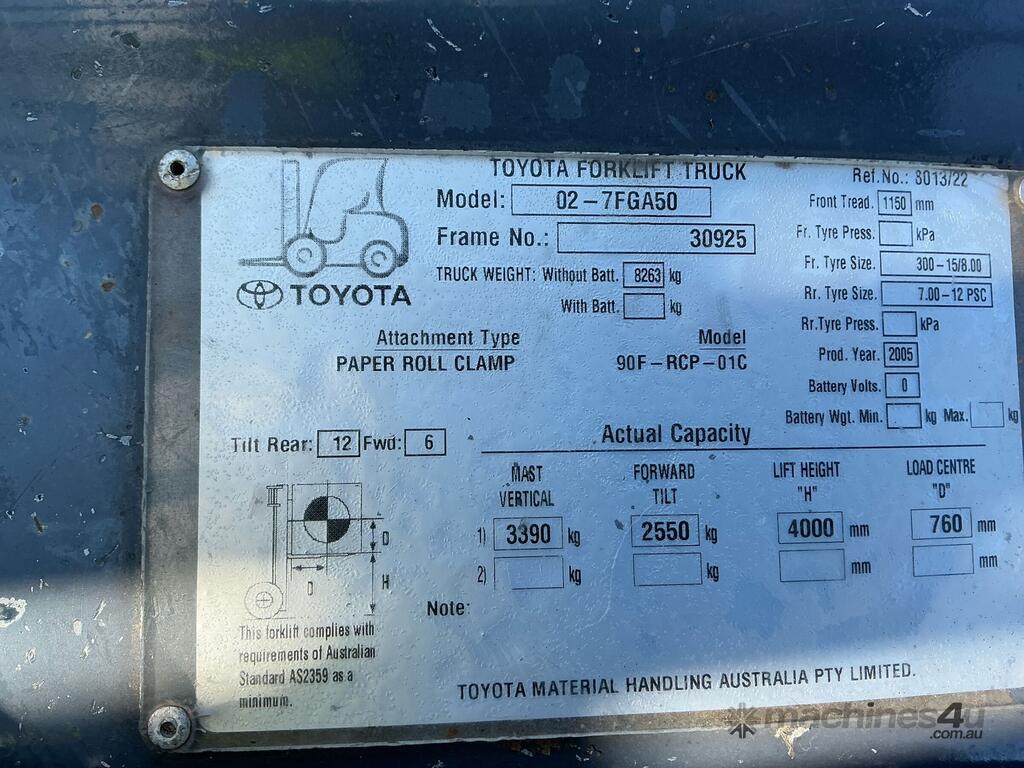 TOYOTA FORKLIFT TRUCK
Ref.No.: 8013/22
Model: 02-7FGA50
Frame No.: 30925
TRUCK WEIGHT: Without Batt. 8263 kg
With Batt. kg
TOYOTA
Front Tread. 1150 mm
Fr. Tyre Press. kPa
Fr. Tyre Size. 300-15/8.00
Rr. Tyre Size. 7.00-12 PSC
Rr.Tyre Press. kPa
Prod. Year. 2005
Battery Volts. 0
Battery Wgt. Min. kg Max. kg
Attachment Type Model
PAPER ROLL CLAMP 90F-RCP-01C
Tilt Rear: 12 Fwd: 6
Actual Capacity
MAST VERTICAL FORWARD TILT LIFT HEIGHT "H" LOAD CENTRE "D"
1) 3390 kg 2550 kg 4000 mm 760 mm
2) kg kg mm mm
D
D
H
Note:
This forklift complies with
requirements of Australian
Standard AS2359 as a
minimum.
TOYOTA MATERIAL HANDLING AUSTRALIA PTY LIMITED.
machines4u
.com.au